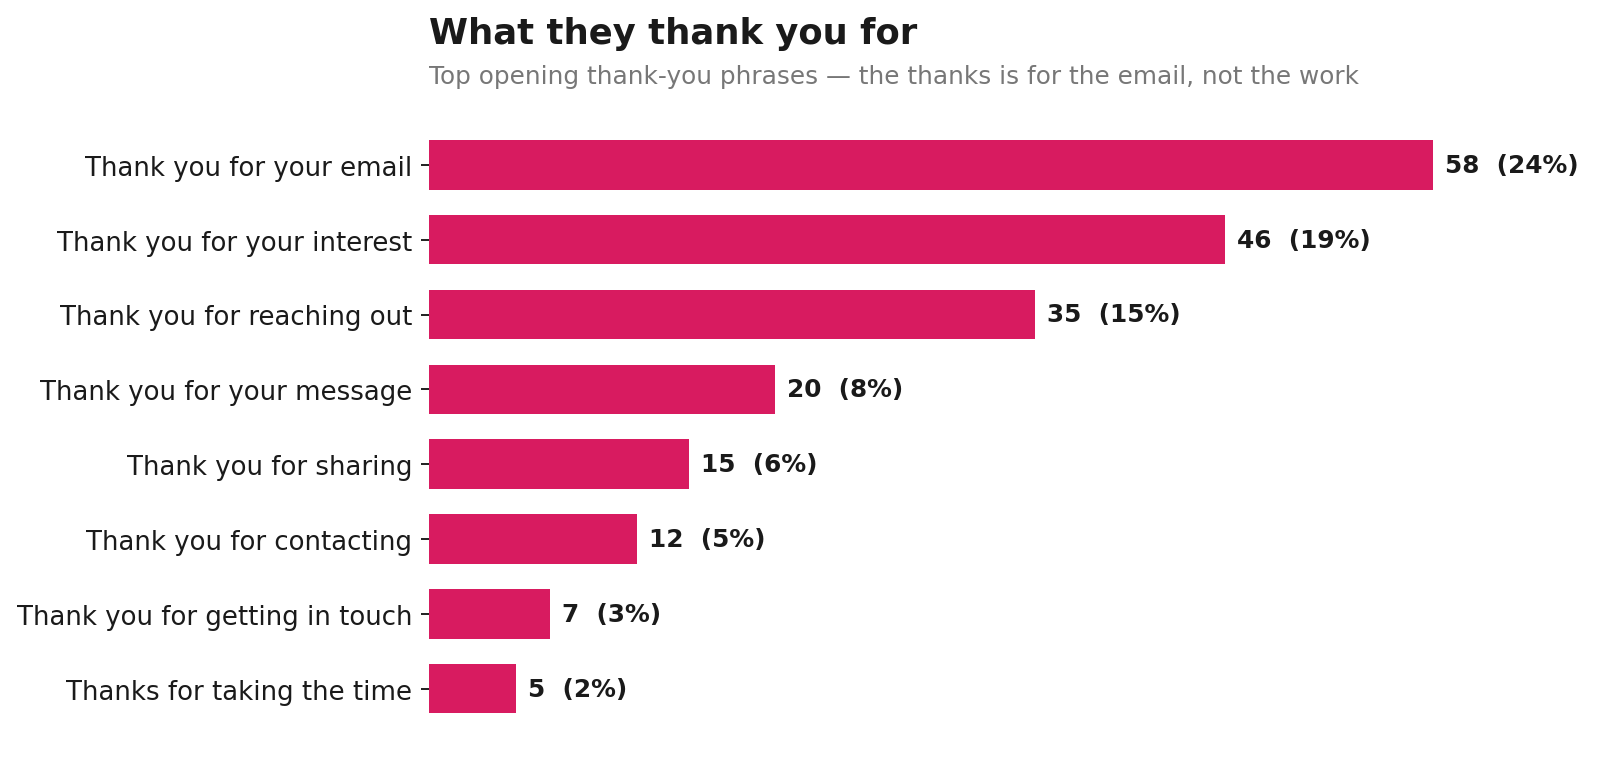 What they thank you for
Top opening thank-you phrases — the thanks is for the email, not the work
Thank you for your email 58 (24%)
Thank you for your interest 46 (19%)
Thank you for reaching out 35 (15%)
Thank you for your message 20 (8%)
Thank you for sharing 15 (6%)
Thank you for contacting 12 (5%)
Thank you for getting in touch 7 (3%)
Thanks for taking the time 5 (2%)